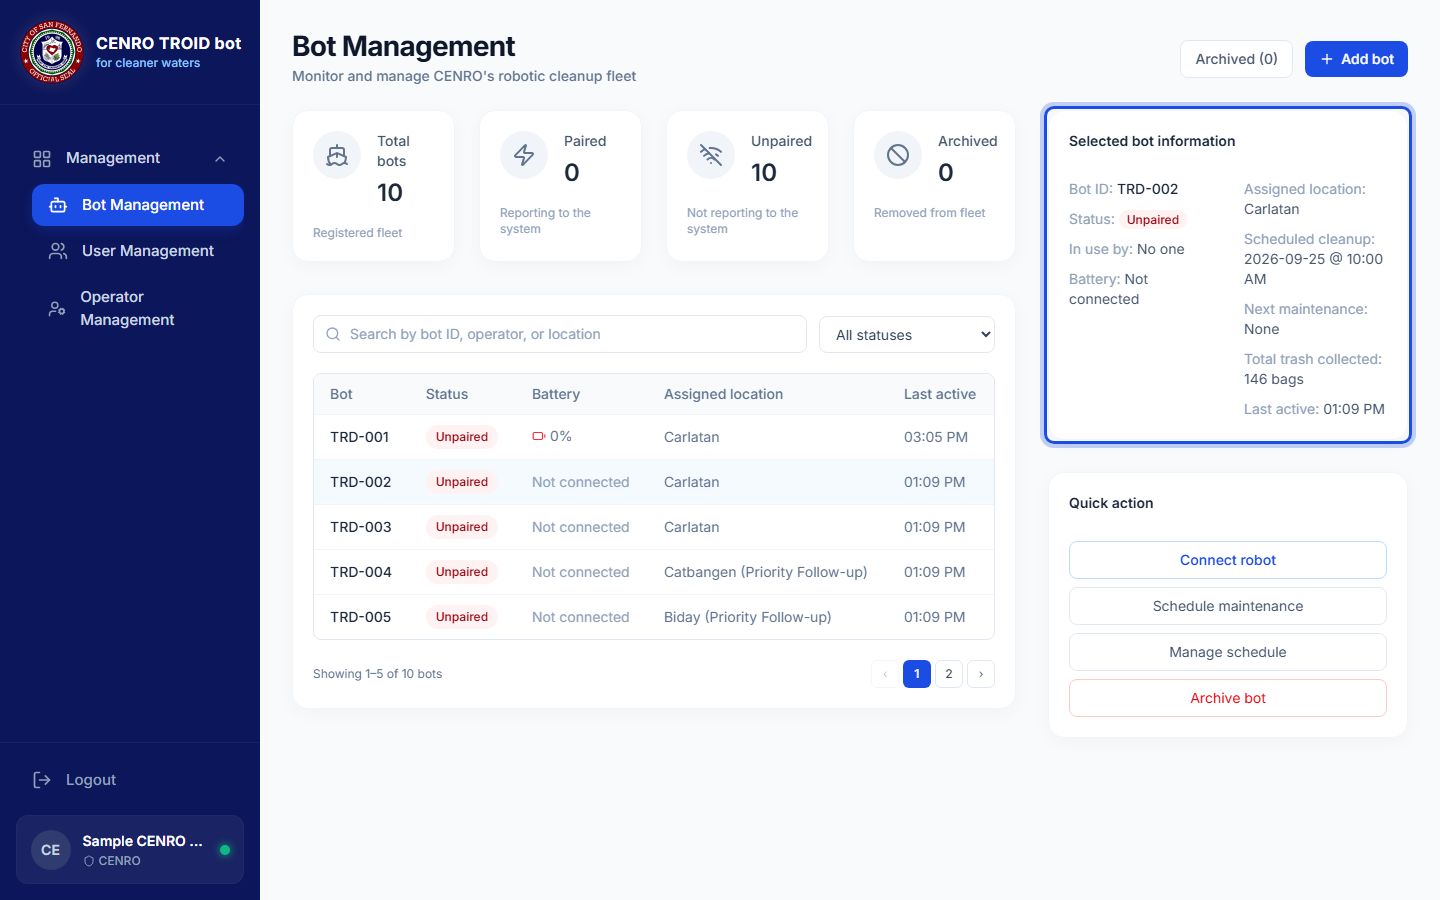 CITY OF SAN FERNANDO
OFFICIAL SEAL
CENRO TROID bot
for cleaner waters
Management
Bot Management
User Management
Operator
Management
Logout
CE
Sample CENRO ...
CENRO
Bot Management
Monitor and manage CENRO's robotic cleanup fleet
Archived (0)
+ Add bot
Total
bots
10
Registered fleet
Paired
0
Reporting to the
system
Unpaired
10
Not reporting to the
system
Archived
0
Removed from fleet
Search by bot ID, operator, or location
All statuses
Bot Status Battery Assigned location Last active
TRD-001 Unpaired 0% Carlatan 03:05 PM
TRD-002 Unpaired Not connected Carlatan 01:09 PM
TRD-003 Unpaired Not connected Carlatan 01:09 PM
TRD-004 Unpaired Not connected Catbangen (Priority Follow-up) 01:09 PM
TRD-005 Unpaired Not connected Biday (Priority Follow-up) 01:09 PM
Showing 1–5 of 10 bots
‹ 1 2 ›
Selected bot information
Bot ID: TRD-002
Status: Unpaired
In use by: No one
Battery: Not
connected
Assigned location:
Carlatan
Scheduled cleanup:
2026-09-25 @ 10:00
AM
Next maintenance:
None
Total trash collected:
146 bags
Last active: 01:09 PM
Quick action
Connect robot
Schedule maintenance
Manage schedule
Archive bot